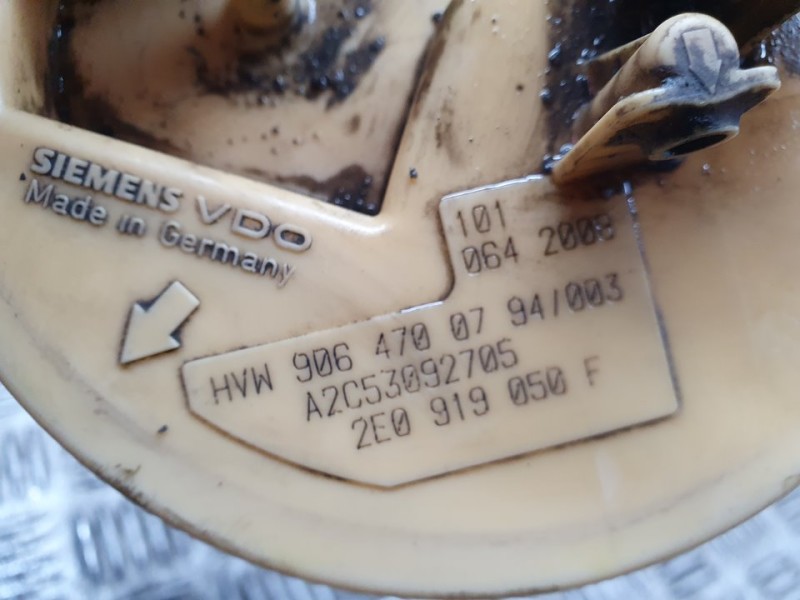 SIEMENS VDO
Made in Germany
101
064 2008
HVW 906 470 07 94/003
A2C53092705
2E0 919 050 F